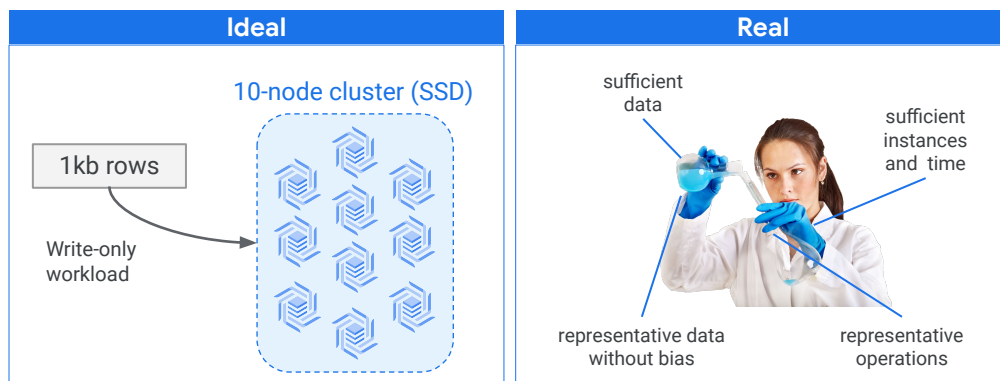 Ideal
10-node cluster (SSD)
1kb rows
Write-only
workload
Real
sufficient
data
sufficient
instances
and time
representative data
without bias
representative
operations